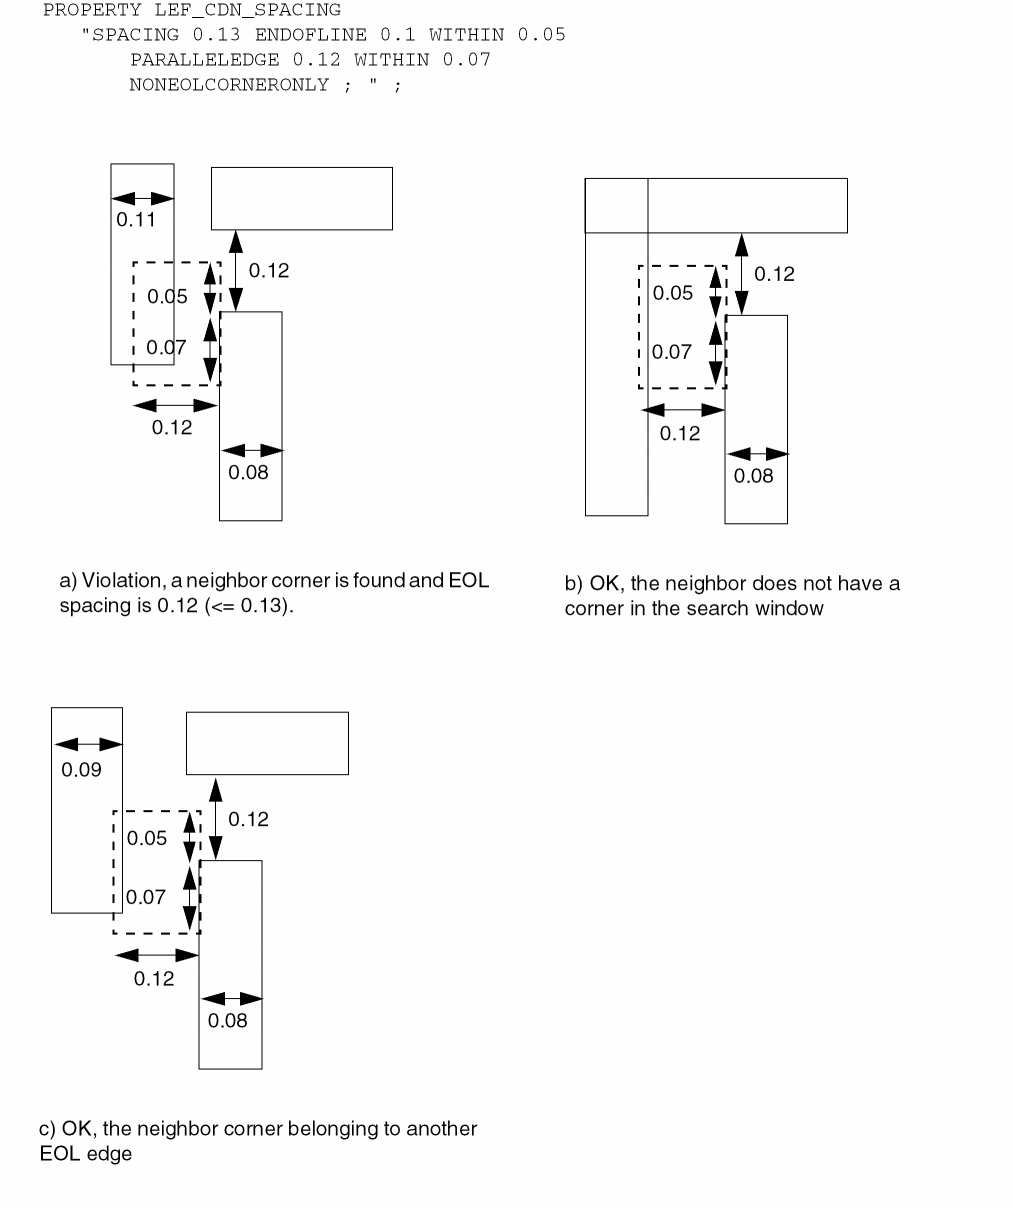 PROPERTY LEF_CDN_SPACING
"SPACING 0.13 ENDOFLINE 0.1 WITHIN 0.05
PARALLELEDGE 0.12 WITHIN 0.07
NONEOLCORNERONLY ; " ;
0.11
0.12
0.05
0.07
0.12
0.08
a) Violation, a neighbor corner is found and EOL
spacing is 0.12 (<= 0.13).
0.12
0.05
0.07
0.12
0.08
b) OK, the neighbor does not have a
corner in the search window
0.09
0.12
0.05
0.07
0.12
0.08
c) OK, the neighbor corner belonging to another
EOL edge